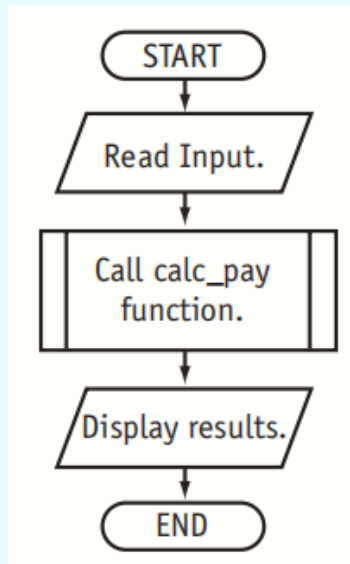 START
Read Input.
Call calc_pay
function.
Display results.
END